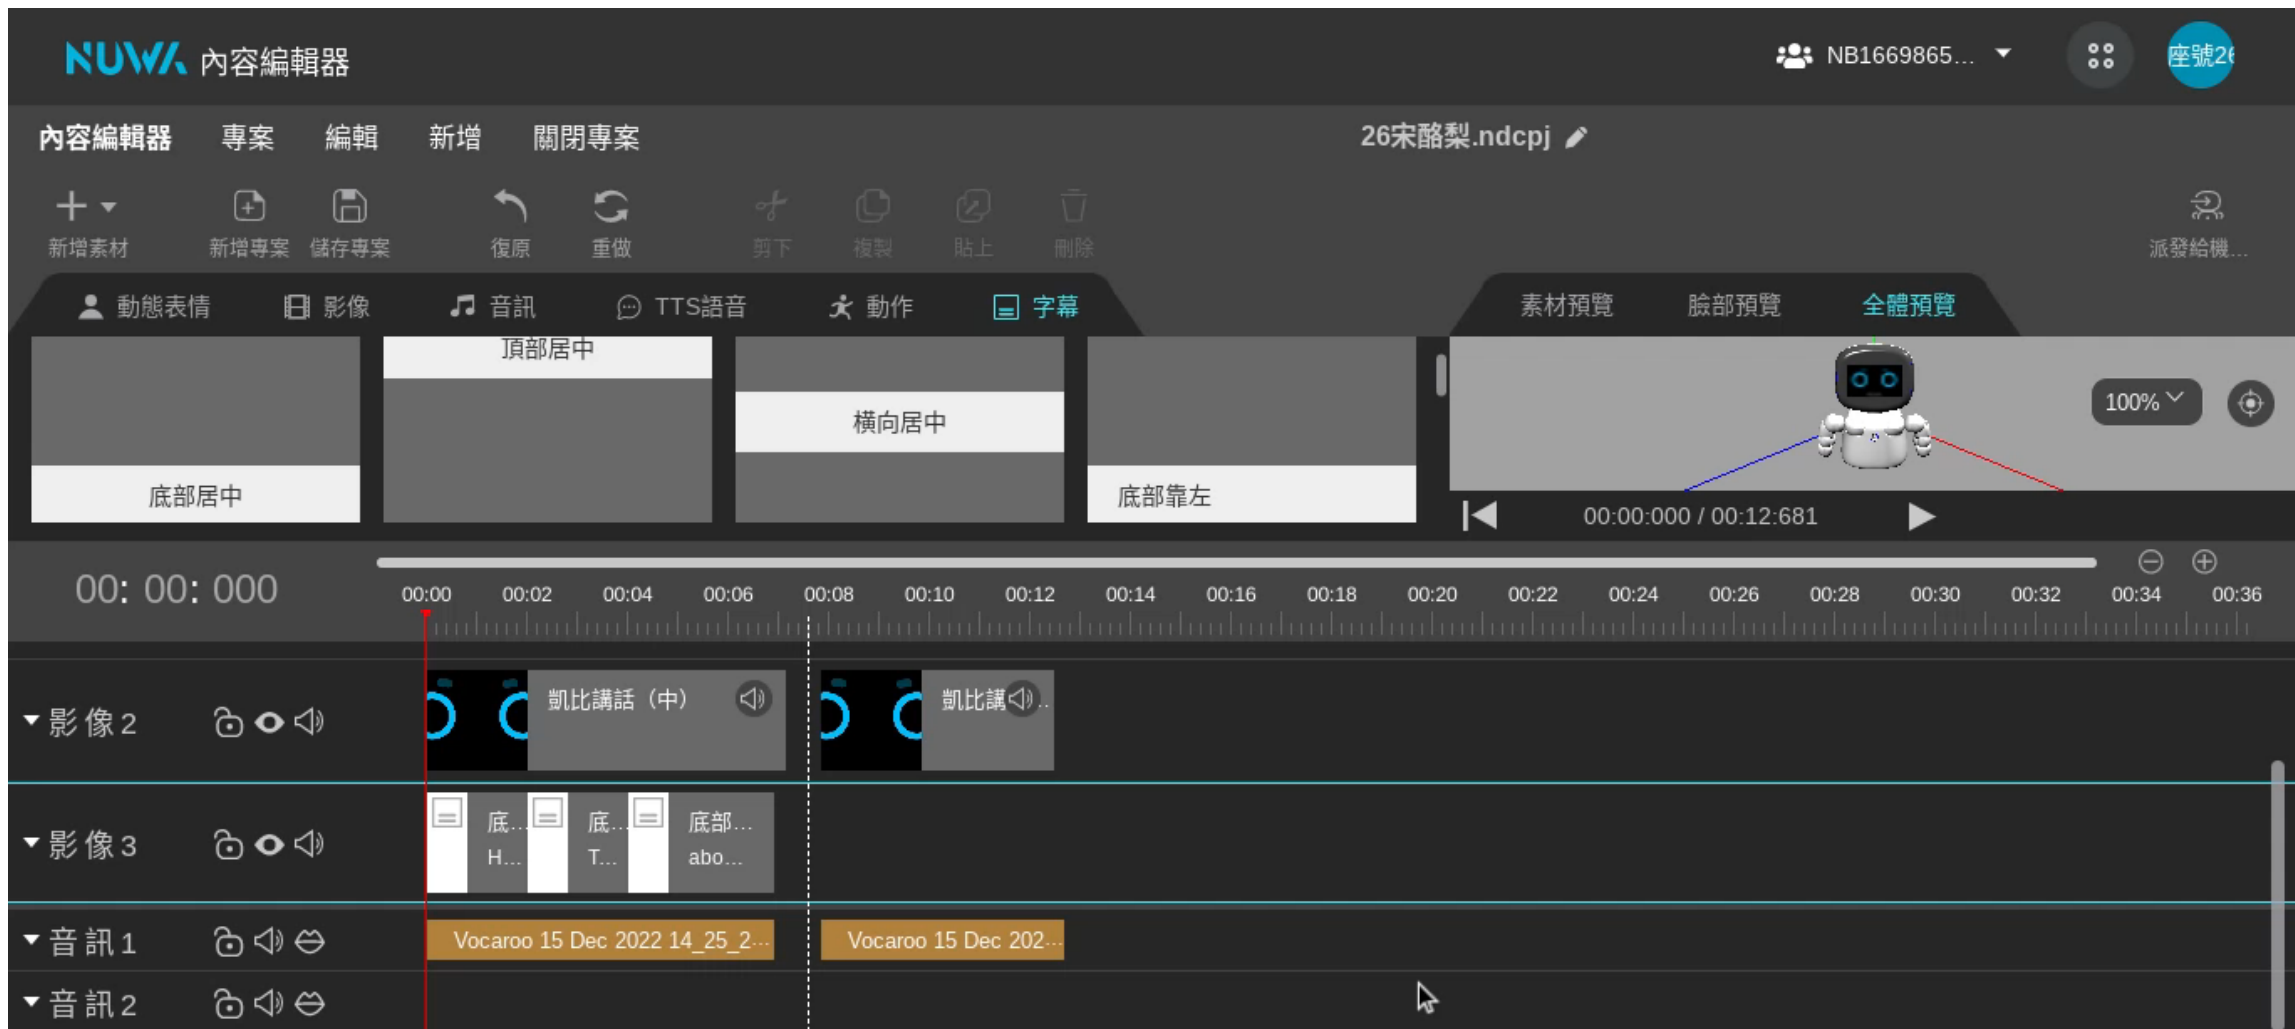 NUWA 內容編輯器
NB1669865...
座號26
內容編輯器 專案 編輯 新增 關閉專案
26宋酪梨.ndcpj
新增素材 新增專案 儲存專案 復原 重做 剪下 複製 貼上 刪除 派發給機...
動態表情 影像 音訊 TTS語音 動作 字幕
素材預覽 臉部預覽 全體預覽
底部居中
頂部居中
橫向居中
底部靠左
100%
00:00:000 / 00:12:681
00: 00: 000
00:00 00:02 00:04 00:06 00:08 00:10 00:12 00:14 00:16 00:18 00:20 00:22 00:24 00:26 00:28 00:30 00:32 00:34 00:36
影像2
凱比講話（中）
凱比講...
影像3
底... 底... 底部...
H... T... abo...
音訊1
Vocaroo 15 Dec 2022 14_25_2...
Vocaroo 15 Dec 202...
音訊2